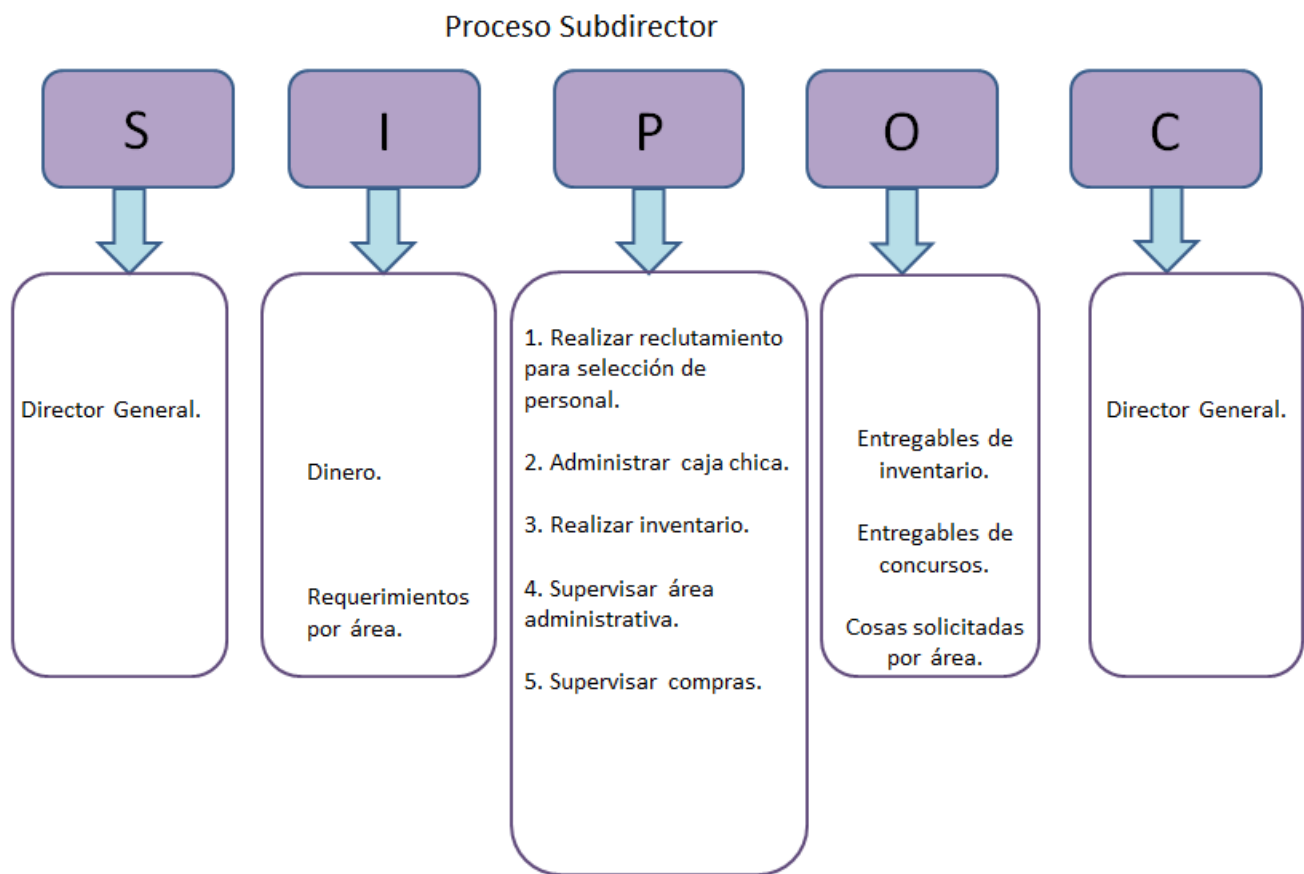 Proceso Subdirector
S
I
P
O
C
Director General.
Dinero.
Requerimientos
por área.
1. Realizar reclutamiento
para selección de
personal.
2. Administrar caja chica.
3. Realizar inventario.
4. Supervisar área
administrativa.
5. Supervisar compras.
Entregables de
inventario.
Entregables de
concursos.
Cosas solicitadas
por área.
Director General.